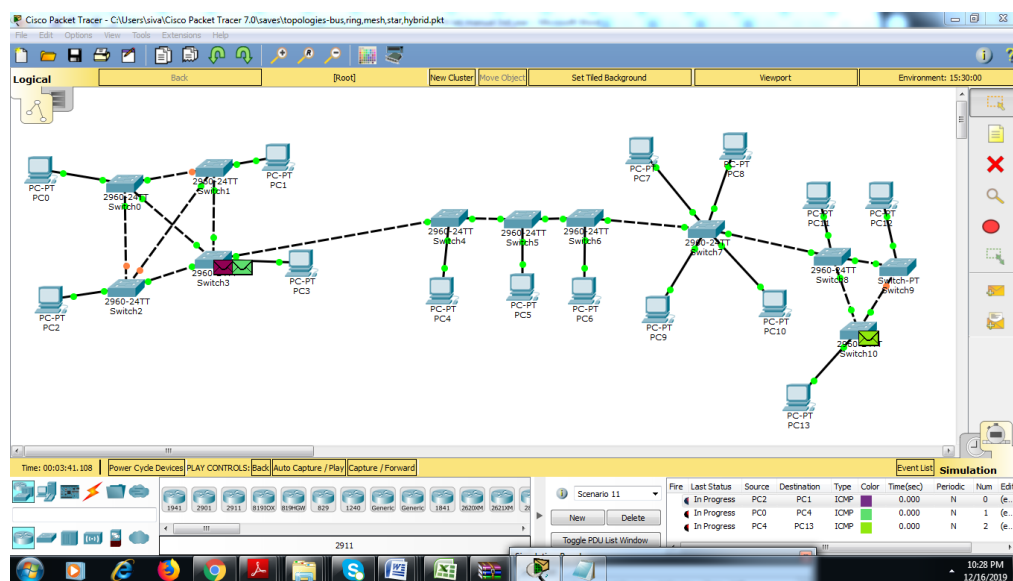 Cisco Packet Tracer - C:\Users\siva\Cisco Packet Tracer 7.0\saves\topologies-bus,ring,mesh,star,hybrid.pkt
File Edit Options View Tools Extensions Help
Logical Back [Root] New Cluster Move Object Set Tiled Background Viewport Environment: 15:30:00
PC-PT
PC0
2960-24TT
Switch0
2960-24TT
Switch1
PC-PT
PC1
PC-PT
PC2
2960-24TT
Switch2
Switch3
PC-PT
PC3
2960-24TT
Switch4
2960-24TT
Switch5
2960-24TT
Switch6
PC-PT
PC4
PC-PT
PC5
PC-PT
PC6
PC-PT
PC7
PC-PT
PC8
2960-24TT
Switch7
PC-PT
PC9
PC-PT
PC10
PC-PT
PC11
PC-PT
PC12
2960-24TT
Switch8
Switch-PT
Switch9
Switch10
PC-PT
PC13
Time: 00:03:41.108 Power Cycle Devices PLAY CONTROLS: Back Auto Capture / Play Capture / Forward Event List Simulation
1941 2901 2911 819IOX 819HGW 829 1240 Generic Generic 1841 2620XM 2621XM
2911
Scenario 11
New Delete
Toggle PDU List Window
Fire Last Status Source Destination Type Color Time(sec) Periodic Num Edit
In Progress PC2 PC1 ICMP 0.000 N 0 (e...
In Progress PC0 PC4 ICMP 0.000 N 1 (e...
In Progress PC4 PC13 ICMP 0.000 N 2 (e...
10:28 PM
12/16/2019